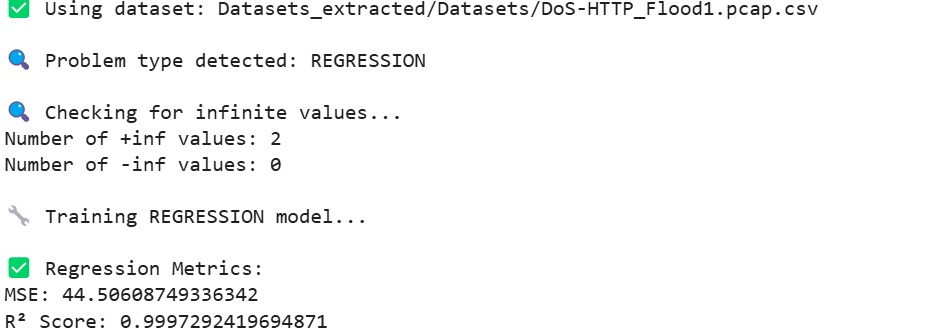 ✅ Using dataset: Datasets_extracted/Datasets/DoS-HTTP_Flood1.pcap.csv
🔍 Problem type detected: REGRESSION
🔍 Checking for infinite values...
Number of +inf values: 2
Number of -inf values: 0
🔧 Training REGRESSION model...
✅ Regression Metrics:
MSE: 44.50608749336342
R² Score: 0.9997292419694871